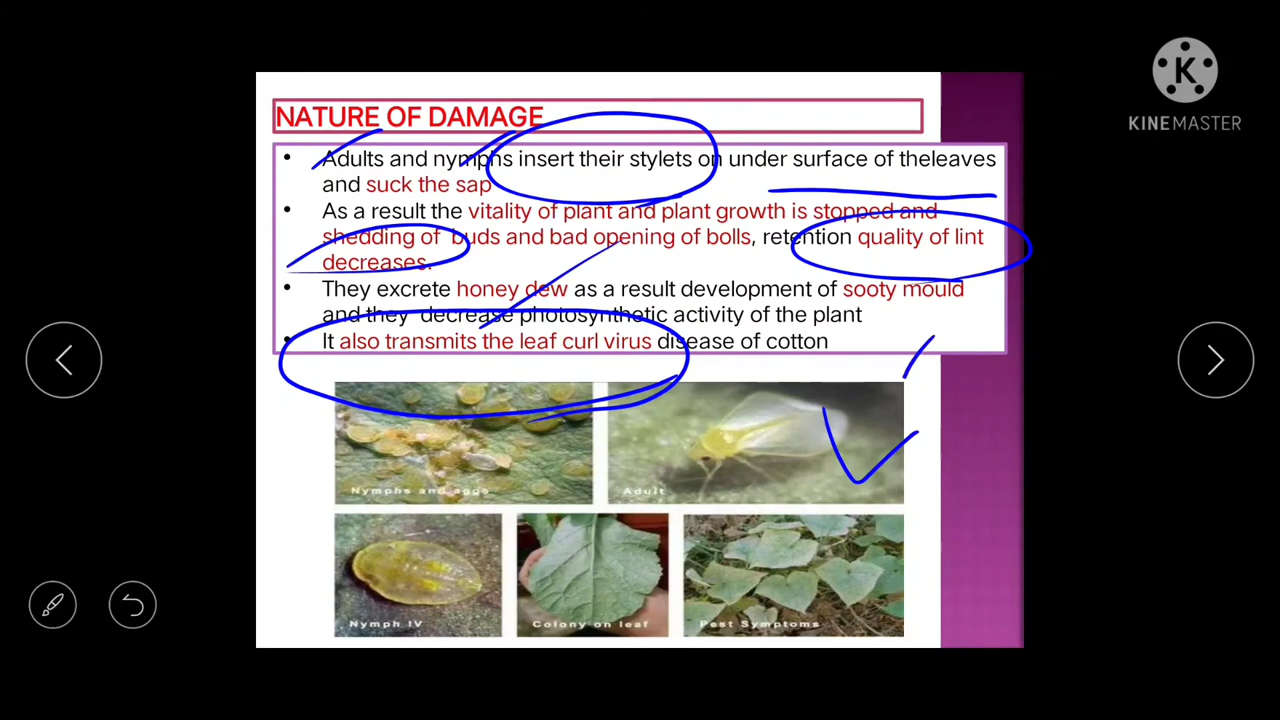 KINEMASTER
NATURE OF DAMAGE
• Adults and nymphs insert their stylets on under surface of theleaves
and suck the sap
• As a result the vitality of plant and plant growth is stopped and
shedding of buds and bad opening of bolls, retention quality of lint
decreases.
• They excrete honey dew as a result development of sooty mould
and they decrease photosynthetic activity of the plant
• It also transmits the leaf curl virus disease of cotton
Nymphs and eggs
Adult
Nymph IV
Colony on leaf
Pest Symptoms